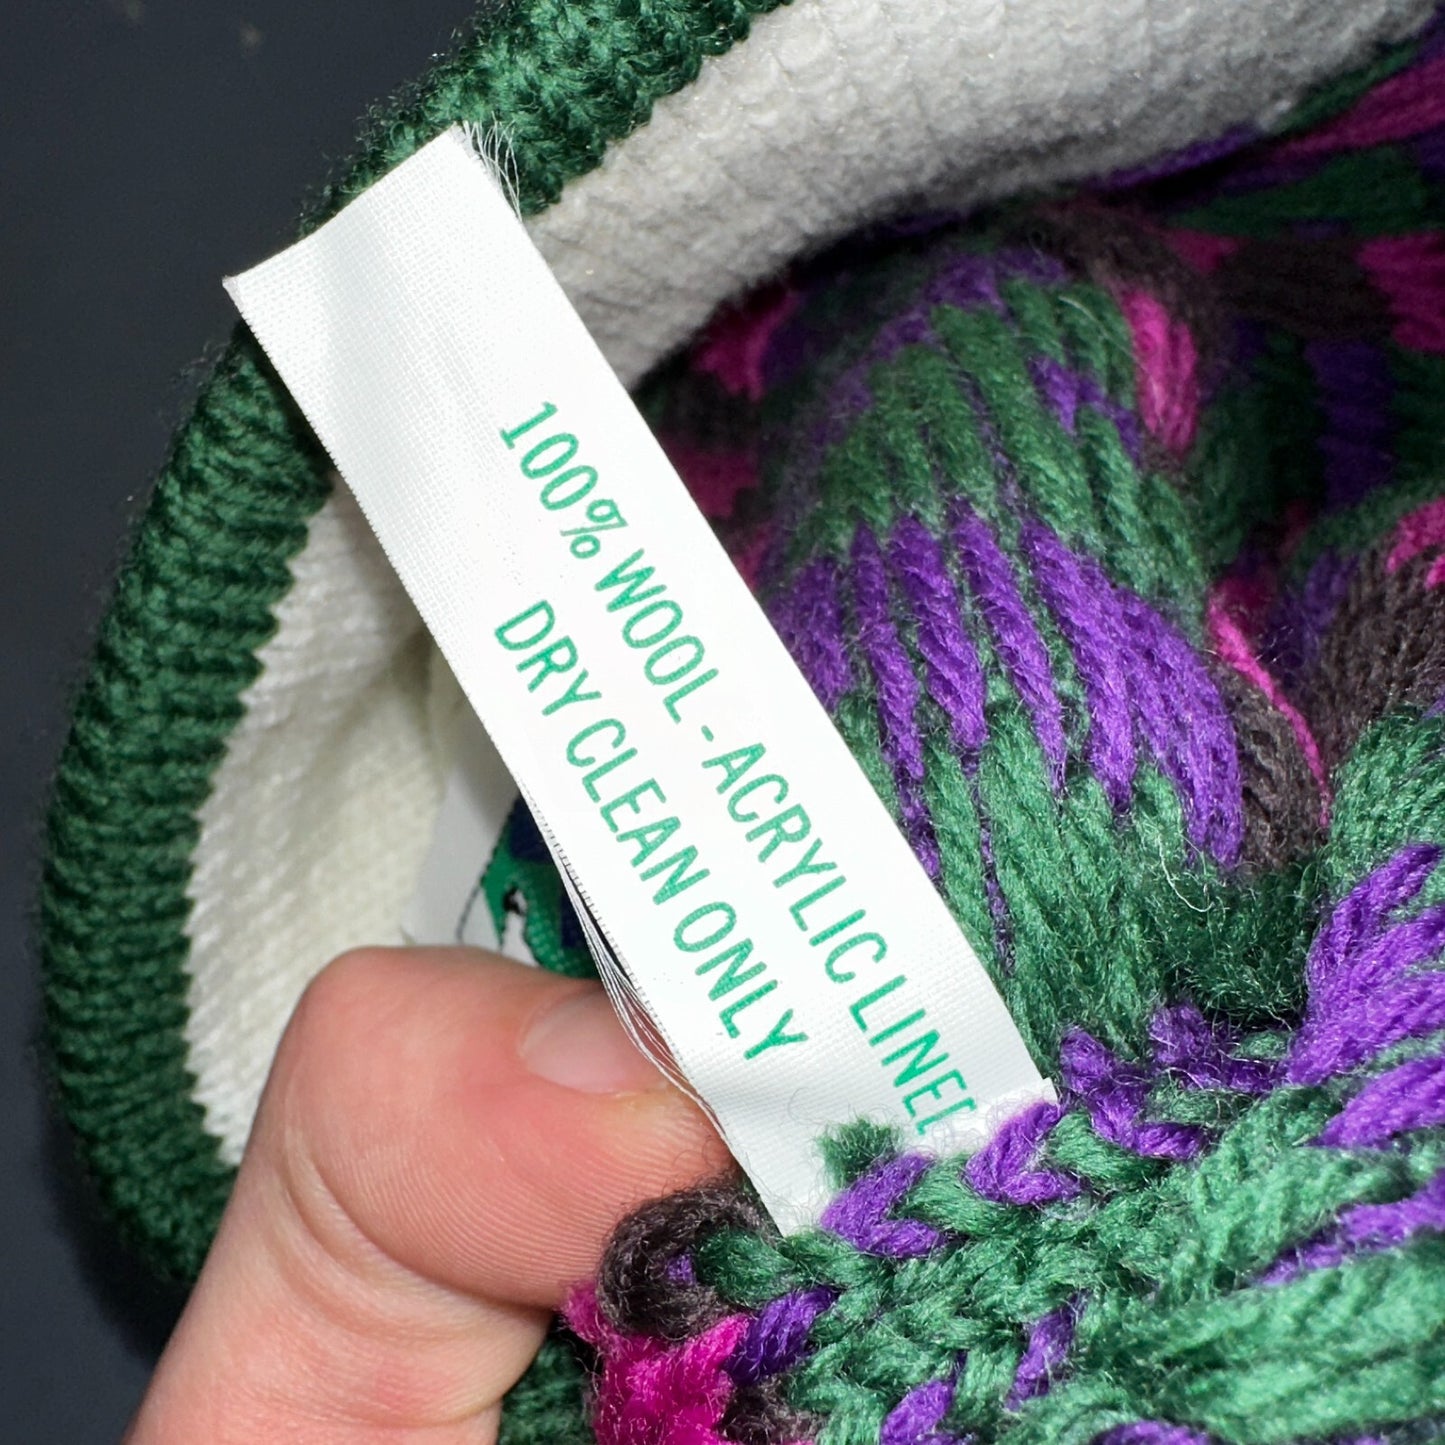 100% WOOL - ACRYLIC LINED
DRY CLEAN ONLY